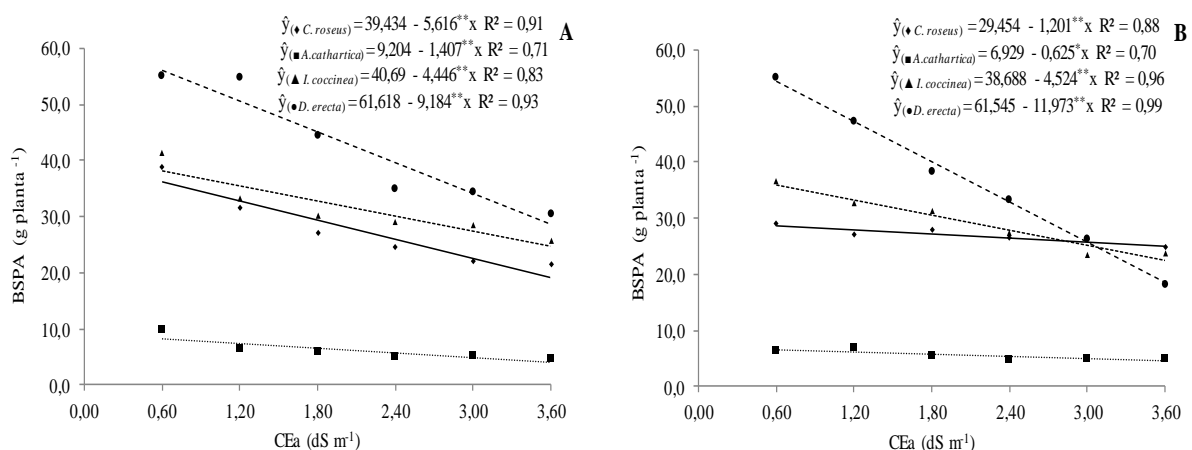 ŷ(♦ C. roseus) = 39,434 - 5,616**x R² = 0,91
ŷ(■ A.cathartica) = 9,204 - 1,407**x R² = 0,71
ŷ(▲ I. coccinea) = 40,69 - 4,446**x R² = 0,83
ŷ(● D. erecta) = 61,618 - 9,184**x R² = 0,93
A
60,0
50,0
40,0
30,0
20,0
10,0
0,0
BSPA (g planta -1)
0,00 0,60 1,20 1,80 2,40 3,00 3,60
CEa (dS m-1)
ŷ(♦ C. roseus) = 29,454 - 1,201**x R² = 0,88
ŷ(■ A.cathartica) = 6,929 - 0,625*x R² = 0,70
ŷ(▲ I. coccinea) = 38,688 - 4,524**x R² = 0,96
ŷ(● D. erecta) = 61,545 - 11,973**x R² = 0,99
B
60,0
50,0
40,0
30,0
20,0
10,0
0,0
BSPA (g planta -1)
0,00 0,60 1,20 1,80 2,40 3,00 3,60
CEa (dS m-1)